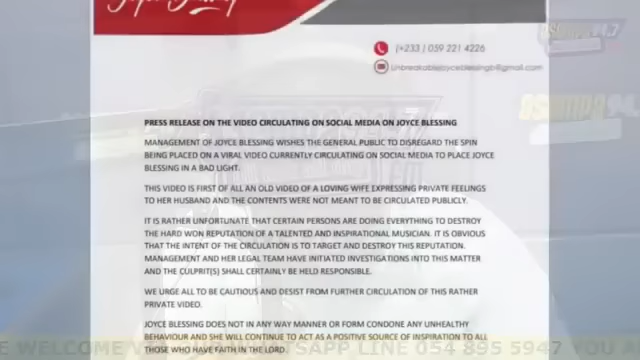 Joyce Blessing
(+233) 059 221 4226
Unbreakablejoyceblessingb@gmail.com
PRESS RELEASE ON THE VIDEO CIRCULATING ON SOCIAL MEDIA ON JOYCE BLESSING
MANAGEMENT OF JOYCE BLESSING WISHES THE GENERAL PUBLIC TO DISREGARD THE SPIN
BEING PLACED ON A VIRAL VIDEO CURRENTLY CIRCULATING ON SOCIAL MEDIA TO PLACE JOYCE
BLESSING IN A BAD LIGHT.
THIS VIDEO IS FIRST OF ALL AN OLD VIDEO OF A LOVING WIFE EXPRESSING PRIVATE FEELINGS
TO HER HUSBAND AND THE CONTENTS WERE NOT MEANT TO BE CIRCULATED PUBLICLY.
IT IS RATHER UNFORTUNATE THAT CERTAIN PERSONS ARE DOING EVERYTHING TO DESTROY
THE HARD WON REPUTATION OF A TALENTED AND INSPIRATIONAL MUSICIAN. IT IS OBVIOUS
THAT THE INTENT OF THE CIRCULATION IS TO TARGET AND DESTROY THIS REPUTATION.
MANAGEMENT AND HER LEGAL TEAM HAVE INITIATED INVESTIGATIONS INTO THIS MATTER
AND THE CULPRIT(S) SHALL CERTAINLY BE HELD RESPONSIBLE.
WE URGE ALL TO BE CAUTIOUS AND DESIST FROM FURTHER CIRCULATION OF THIS RATHER
PRIVATE VIDEO.
JOYCE BLESSING DOES NOT IN ANY WAY MANNER OR FORM CONDONE ANY UNHEALTHY
BEHAVIOUR AND SHE WILL CONTINUE TO ACT AS A POSITIVE SOURCE OF INSPIRATION TO ALL
THOSE WHO HAVE FAITH IN THE LORD.
WELCOME SAPP LINE 054 895 5947 YOU